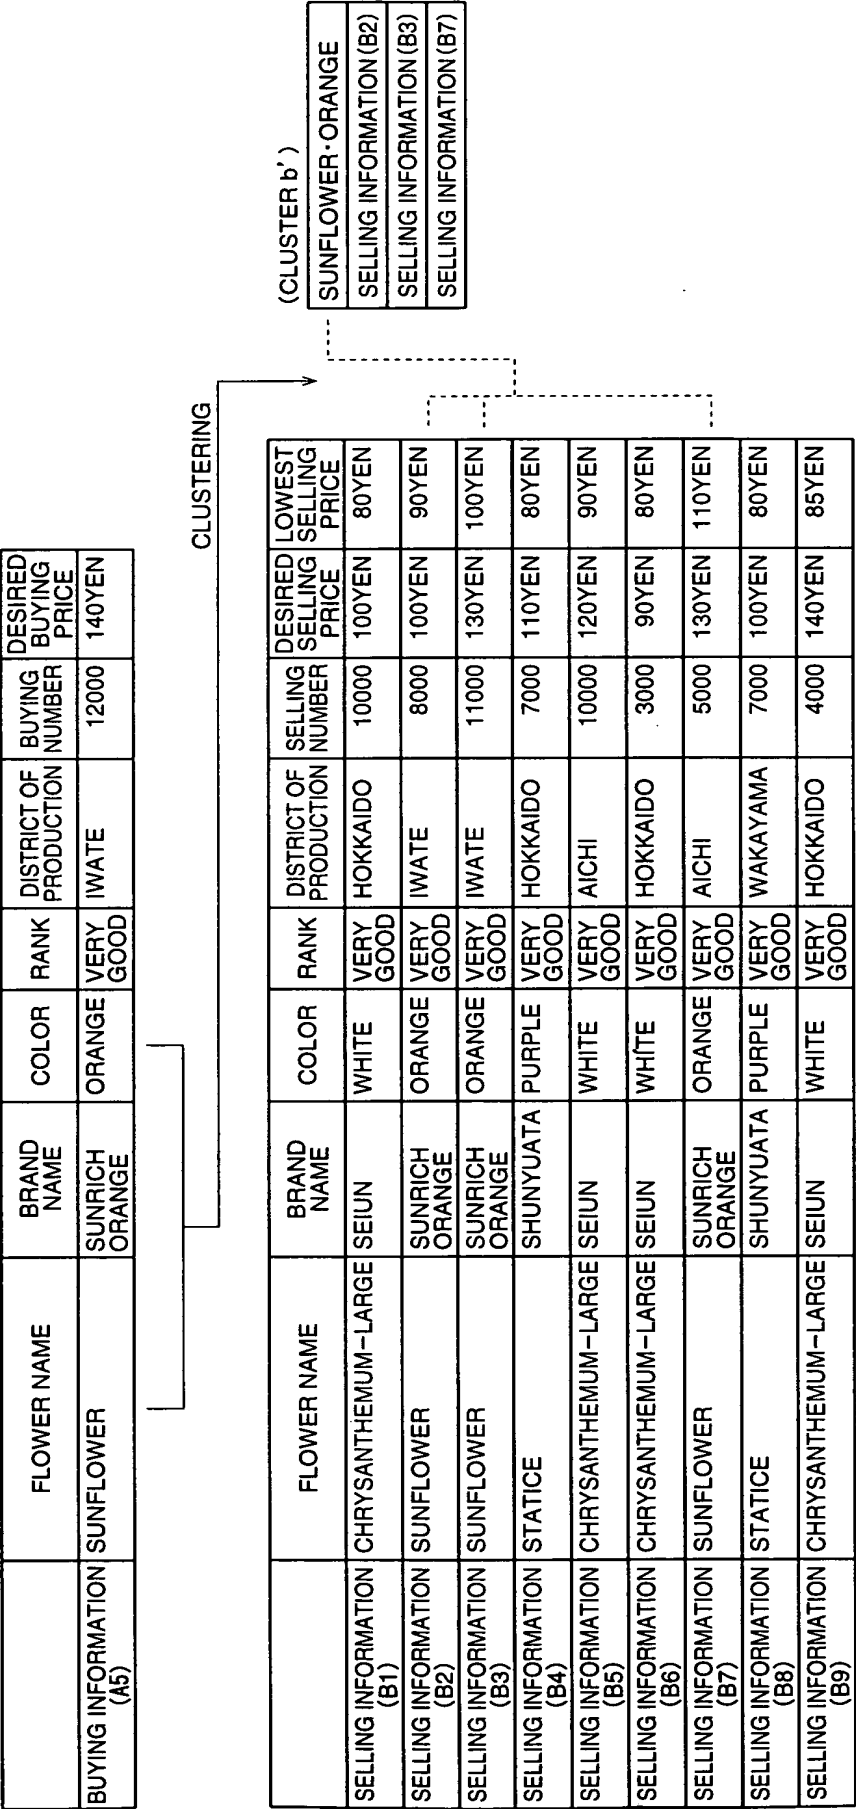 FLOWER NAME BRAND NAME COLOR RANK DISTRICT OF PRODUCTION BUYING NUMBER DESIRED BUYING PRICE
BUYING INFORMATION (A5) SUNFLOWER SUNRICH ORANGE ORANGE VERY GOOD IWATE 12000 140YEN
CLUSTERING
FLOWER NAME BRAND NAME COLOR RANK DISTRICT OF PRODUCTION SELLING NUMBER DESIRED SELLING PRICE LOWEST SELLING PRICE
SELLING INFORMATION (B1) CHRYSANTHEMUM-LARGE SEIUN WHITE VERY GOOD HOKKAIDO 10000 100YEN 80YEN
SELLING INFORMATION (B2) SUNFLOWER SUNRICH ORANGE ORANGE VERY GOOD IWATE 8000 100YEN 90YEN
SELLING INFORMATION (B3) SUNFLOWER SUNRICH ORANGE ORANGE VERY GOOD IWATE 11000 130YEN 100YEN
SELLING INFORMATION (B4) STATICE SHUNYUATA PURPLE VERY GOOD HOKKAIDO 7000 110YEN 80YEN
SELLING INFORMATION (B5) CHRYSANTHEMUM-LARGE SEIUN WHITE VERY GOOD AICHI 10000 120YEN 90YEN
SELLING INFORMATION (B6) CHRYSANTHEMUM-LARGE SEIUN WHITE VERY GOOD HOKKAIDO 3000 90YEN 80YEN
SELLING INFORMATION (B7) SUNFLOWER SUNRICH ORANGE ORANGE VERY GOOD AICHI 5000 130YEN 110YEN
SELLING INFORMATION (B8) STATICE SHUNYUATA PURPLE VERY GOOD WAKAYAMA 7000 100YEN 80YEN
SELLING INFORMATION (B9) CHRYSANTHEMUM-LARGE SEIUN WHITE VERY GOOD HOKKAIDO 4000 140YEN 85YEN
(CLUSTER b')
SUNFLOWER·ORANGE
SELLING INFORMATION(B2)
SELLING INFORMATION(B3)
SELLING INFORMATION(B7)